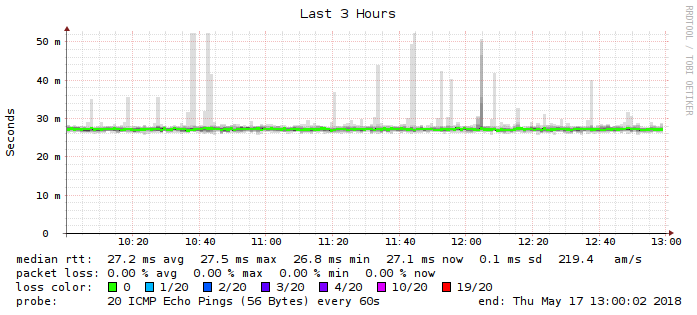 Last 3 Hours
RRDTOOL / TOBI OETIKER
Seconds
50 m
40 m
30 m
20 m
10 m
0
10:20 10:40 11:00 11:20 11:40 12:00 12:20 12:40 13:00
median rtt: 27.2 ms avg 27.5 ms max 26.8 ms min 27.1 ms now 0.1 ms sd 219.4 am/s
packet loss: 0.00 % avg 0.00 % max 0.00 % min 0.00 % now
loss color: 0 1/20 2/20 3/20 4/20 10/20 19/20
probe: 20 ICMP Echo Pings (56 Bytes) every 60s end: Thu May 17 13:00:02 2018